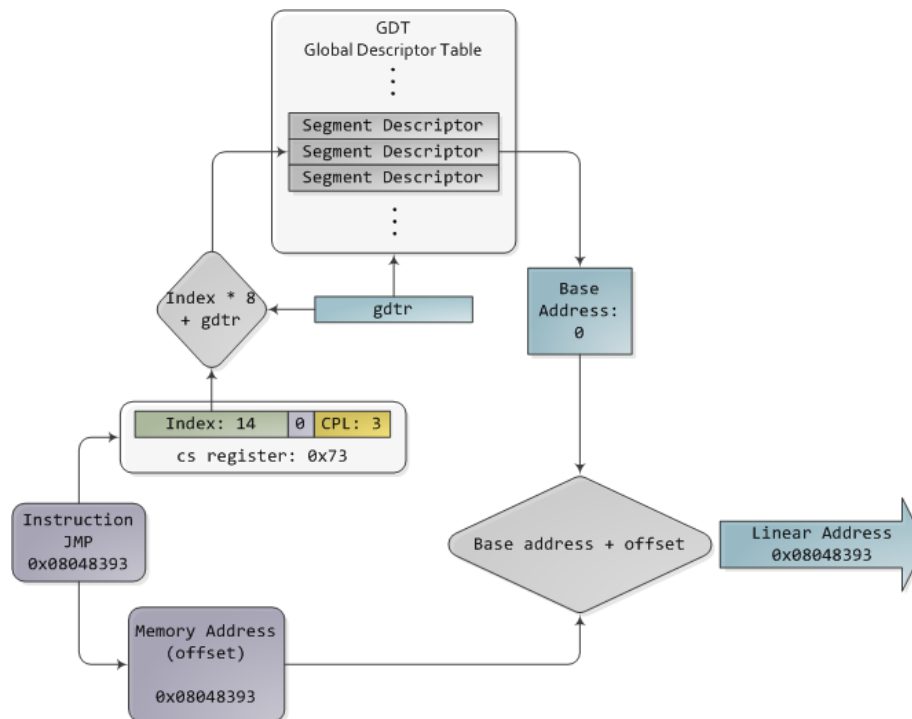 GDT
Global Descriptor Table
Segment Descriptor
Segment Descriptor
Segment Descriptor
Index * 8
+ gdtr
gdtr
Base
Address:
0
Index: 14 0 CPL: 3
cs register: 0x73
Instruction
JMP
0x08048393
Base address + offset
Linear Address
0x08048393
Memory Address
(offset)
0x08048393